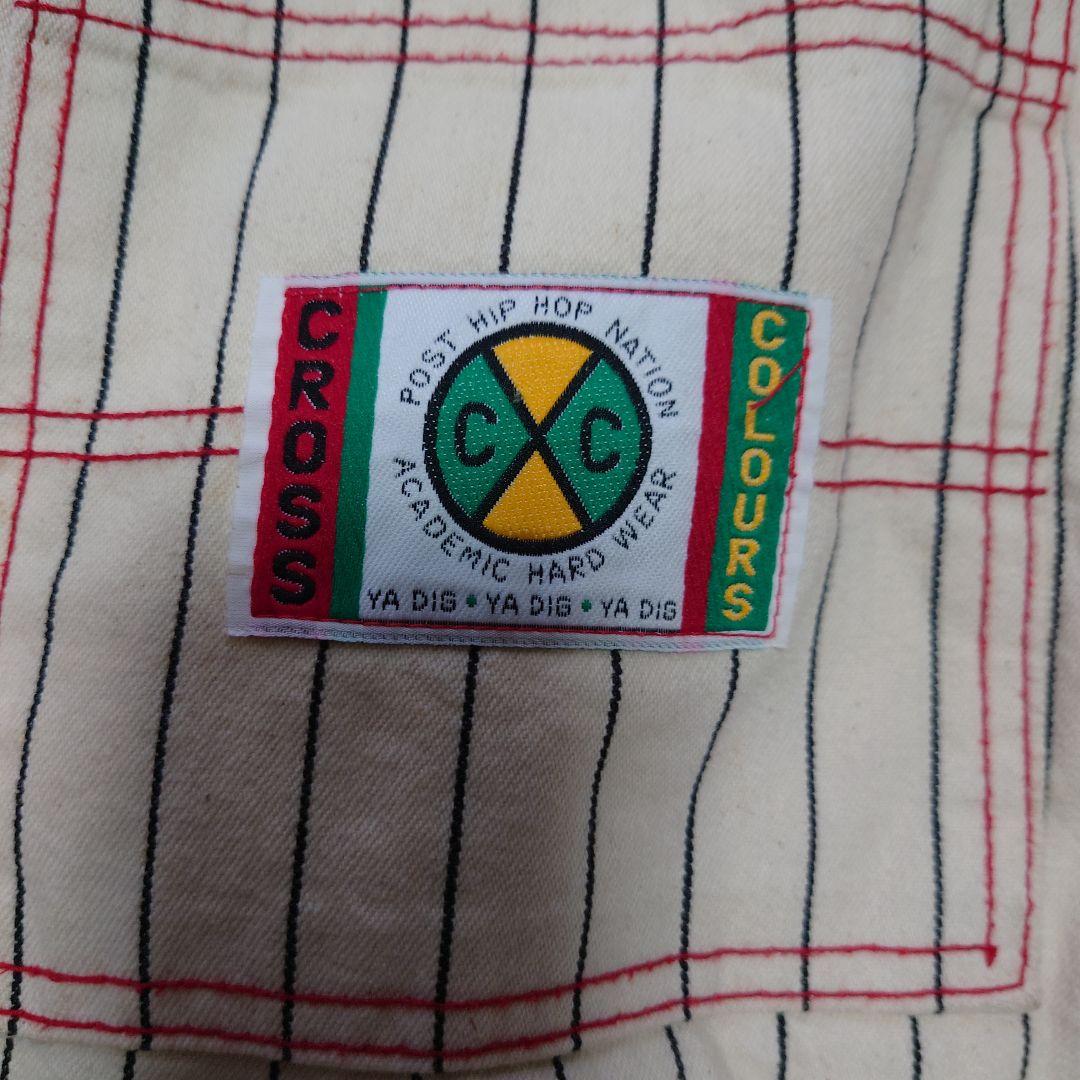 CROSS
POST HIP HOP NATION
C C
ACADEMIC HARD WEAR
YA DIG • YA DIG • YA DIG
COLOURS